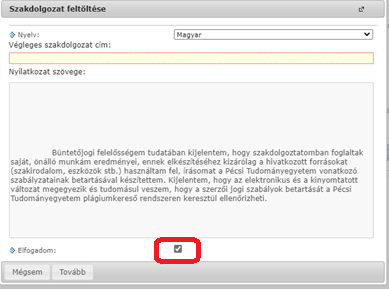 Szakdolgozat feltöltése
Nyelv: Magyar
Végleges szakdolgozat cím:
Nyilatkozat szövege:
Büntetőjogi felelősségem tudatában kijelentem, hogy szakdolgozatomban foglaltak
saját, önálló munkám eredményei, ennek elkészítéséhez kizárólag a hivatkozott forrásokat
(szakirodalom, eszközök stb.) használtam fel, írásomat a Pécsi Tudományegyetem vonatkozó
szabályzatainak betartásával készítettem. Kijelentem, hogy az elektronikus és a kinyomtatott
változat megegyezik és tudomásul veszem, hogy a szerzői jogi szabályok betartását a Pécsi
Tudományegyetem plágiumkereső rendszeren keresztül ellenőrizheti.
Elfogadom:
Mégsem Tovább